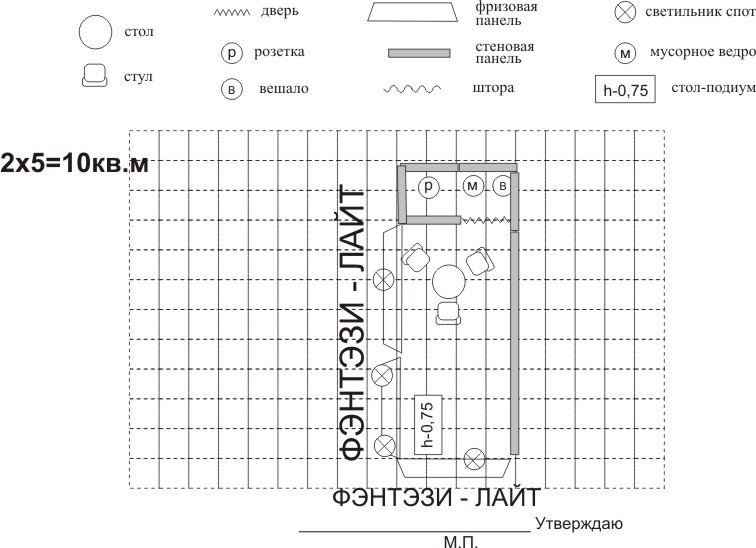 стол
стул
дверь
р розетка
в вешало
фризовая
панель
стеновая
панель
штора
светильник спот
м мусорное ведро
h-0,75 стол-подиум
2х5=10кв.м
р м в
ФЭНТЭЗИ - ЛАЙТ
h-0,75
ФЭНТЭЗИ - ЛАЙТ
Утверждаю
М.П.